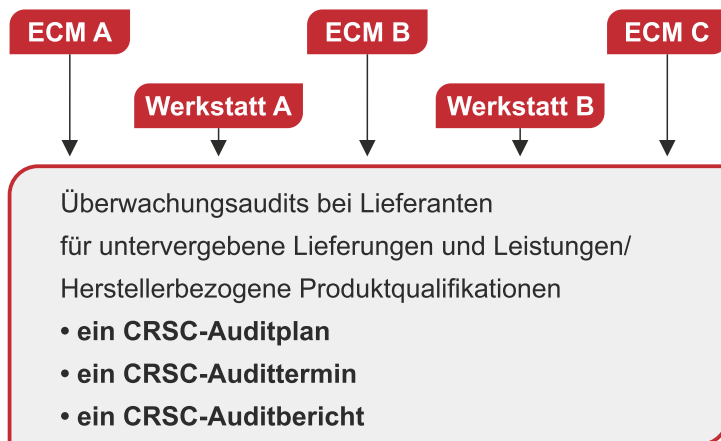 ECM A
ECM B
ECM C
Werkstatt A
Werkstatt B
Überwachungsaudits bei Lieferanten
für untervergebene Lieferungen und Leistungen/
Herstellerbezogene Produktqualifikationen
• ein CRSC-Auditplan
• ein CRSC-Audittermin
• ein CRSC-Auditbericht